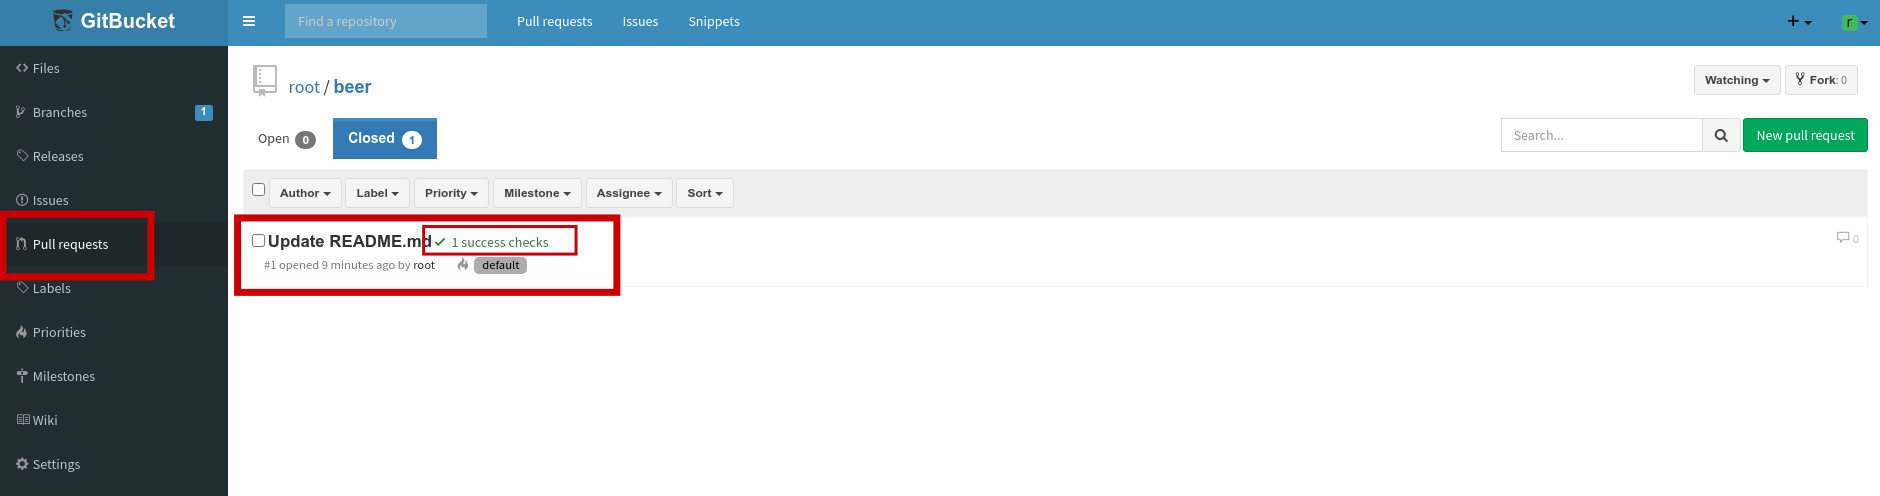 GitBucket
Find a repository
Pull requests Issues Snippets
r
Files
Branches 1
Releases
Issues
Pull requests
Labels
Priorities
Milestones
Wiki
Settings
root / beer
Watching Fork: 0
Open 0 Closed 1
Search... New pull request
Author Label Priority Milestone Assignee Sort
Update README.md 1 success checks
0
#1 opened 9 minutes ago by root default